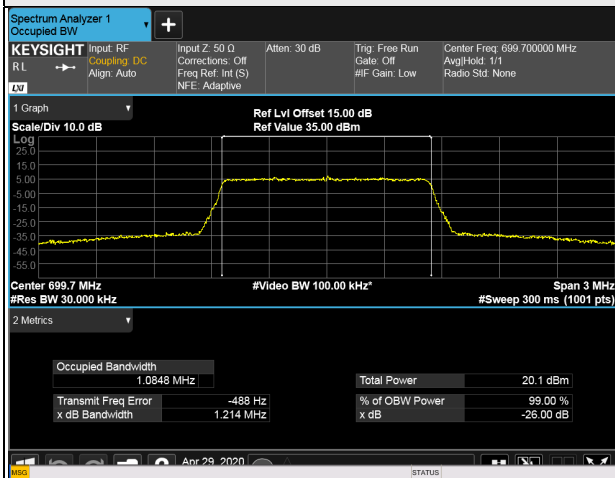 Spectrum Analyzer 1
Occupied BW
KEYSIGHT
R L
LXI
Input: RF
Coupling: DC
Align: Auto
Input Z: 50 Ω
Corrections: Off
Freq Ref: Int (S)
NFE: Adaptive
Atten: 30 dB
Trig: Free Run
Gate: Off
#IF Gain: Low
Center Freq: 699.700000 MHz
Avg|Hold: 1/1
Radio Std: None
1 Graph
Scale/Div 10.0 dB
Ref Lvl Offset 15.00 dB
Ref Value 35.00 dBm
Log
25.0
15.0
5.00
-5.00
-15.0
-25.0
-35.0
-45.0
-55.0
Center 699.7 MHz
#Res BW 30.000 kHz
#Video BW 100.00 kHz*
Span 3 MHz
#Sweep 300 ms (1001 pts)
2 Metrics
Occupied Bandwidth
1.0848 MHz
Total Power 20.1 dBm
Transmit Freq Error -488 Hz
% of OBW Power 99.00 %
x dB Bandwidth 1.214 MHz
x dB -26.00 dB
Apr 29, 2020
MSG
STATUS